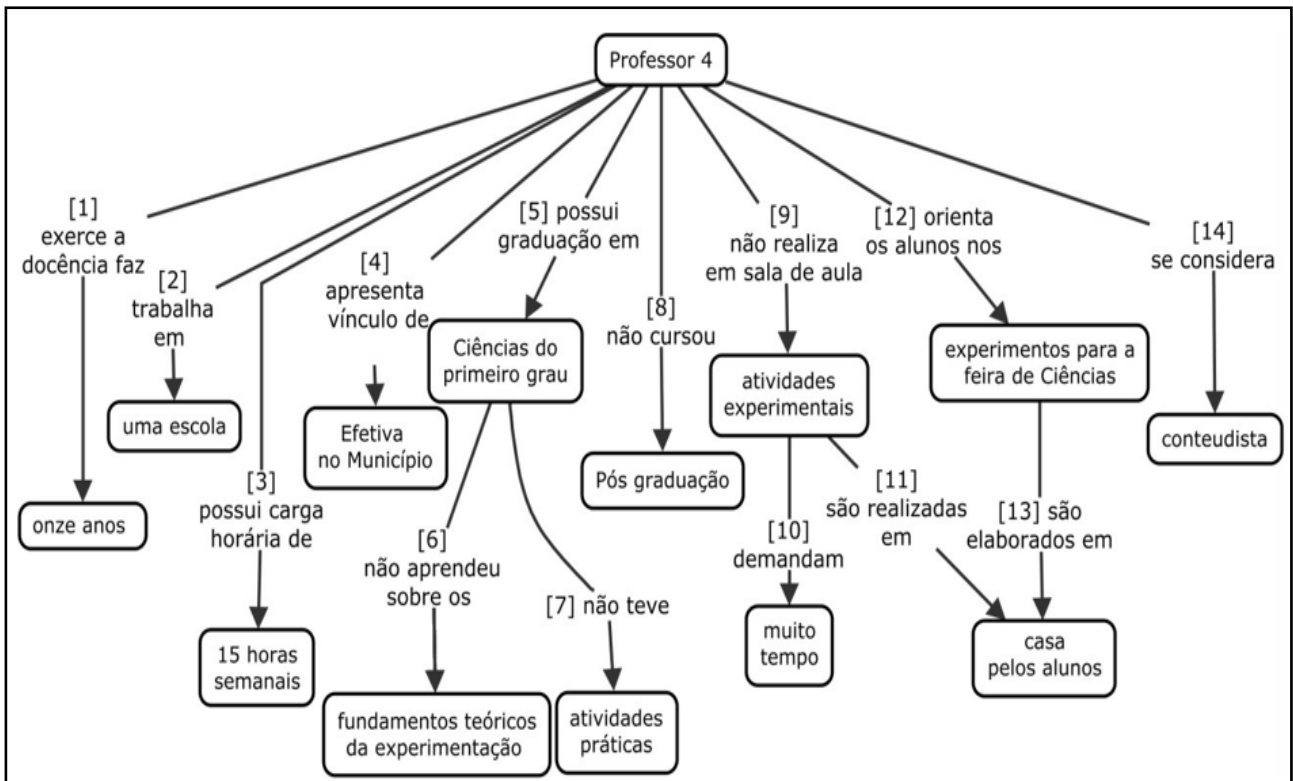 Professor 4
[1]
exerce a
docência faz
onze anos
[2]
trabalha
em
uma escola
[3]
possui carga
horária de
15 horas
semanais
[4]
apresenta
vínculo de
Efetiva
no Município
[5] possui
graduação em
Ciências do
primeiro grau
[6]
não aprendeu
sobre os
fundamentos teóricos
da experimentação
[7] não teve
atividades
práticas
[8]
não cursou
Pós graduação
[9]
não realiza
em sala de aula
atividades
experimentais
[10]
demandam
muito
tempo
[11]
são realizadas
em
[12] orienta
os alunos nos
experimentos para a
feira de Ciências
[13] são
elaborados em
casa
pelos alunos
[14]
se considera
conteudista